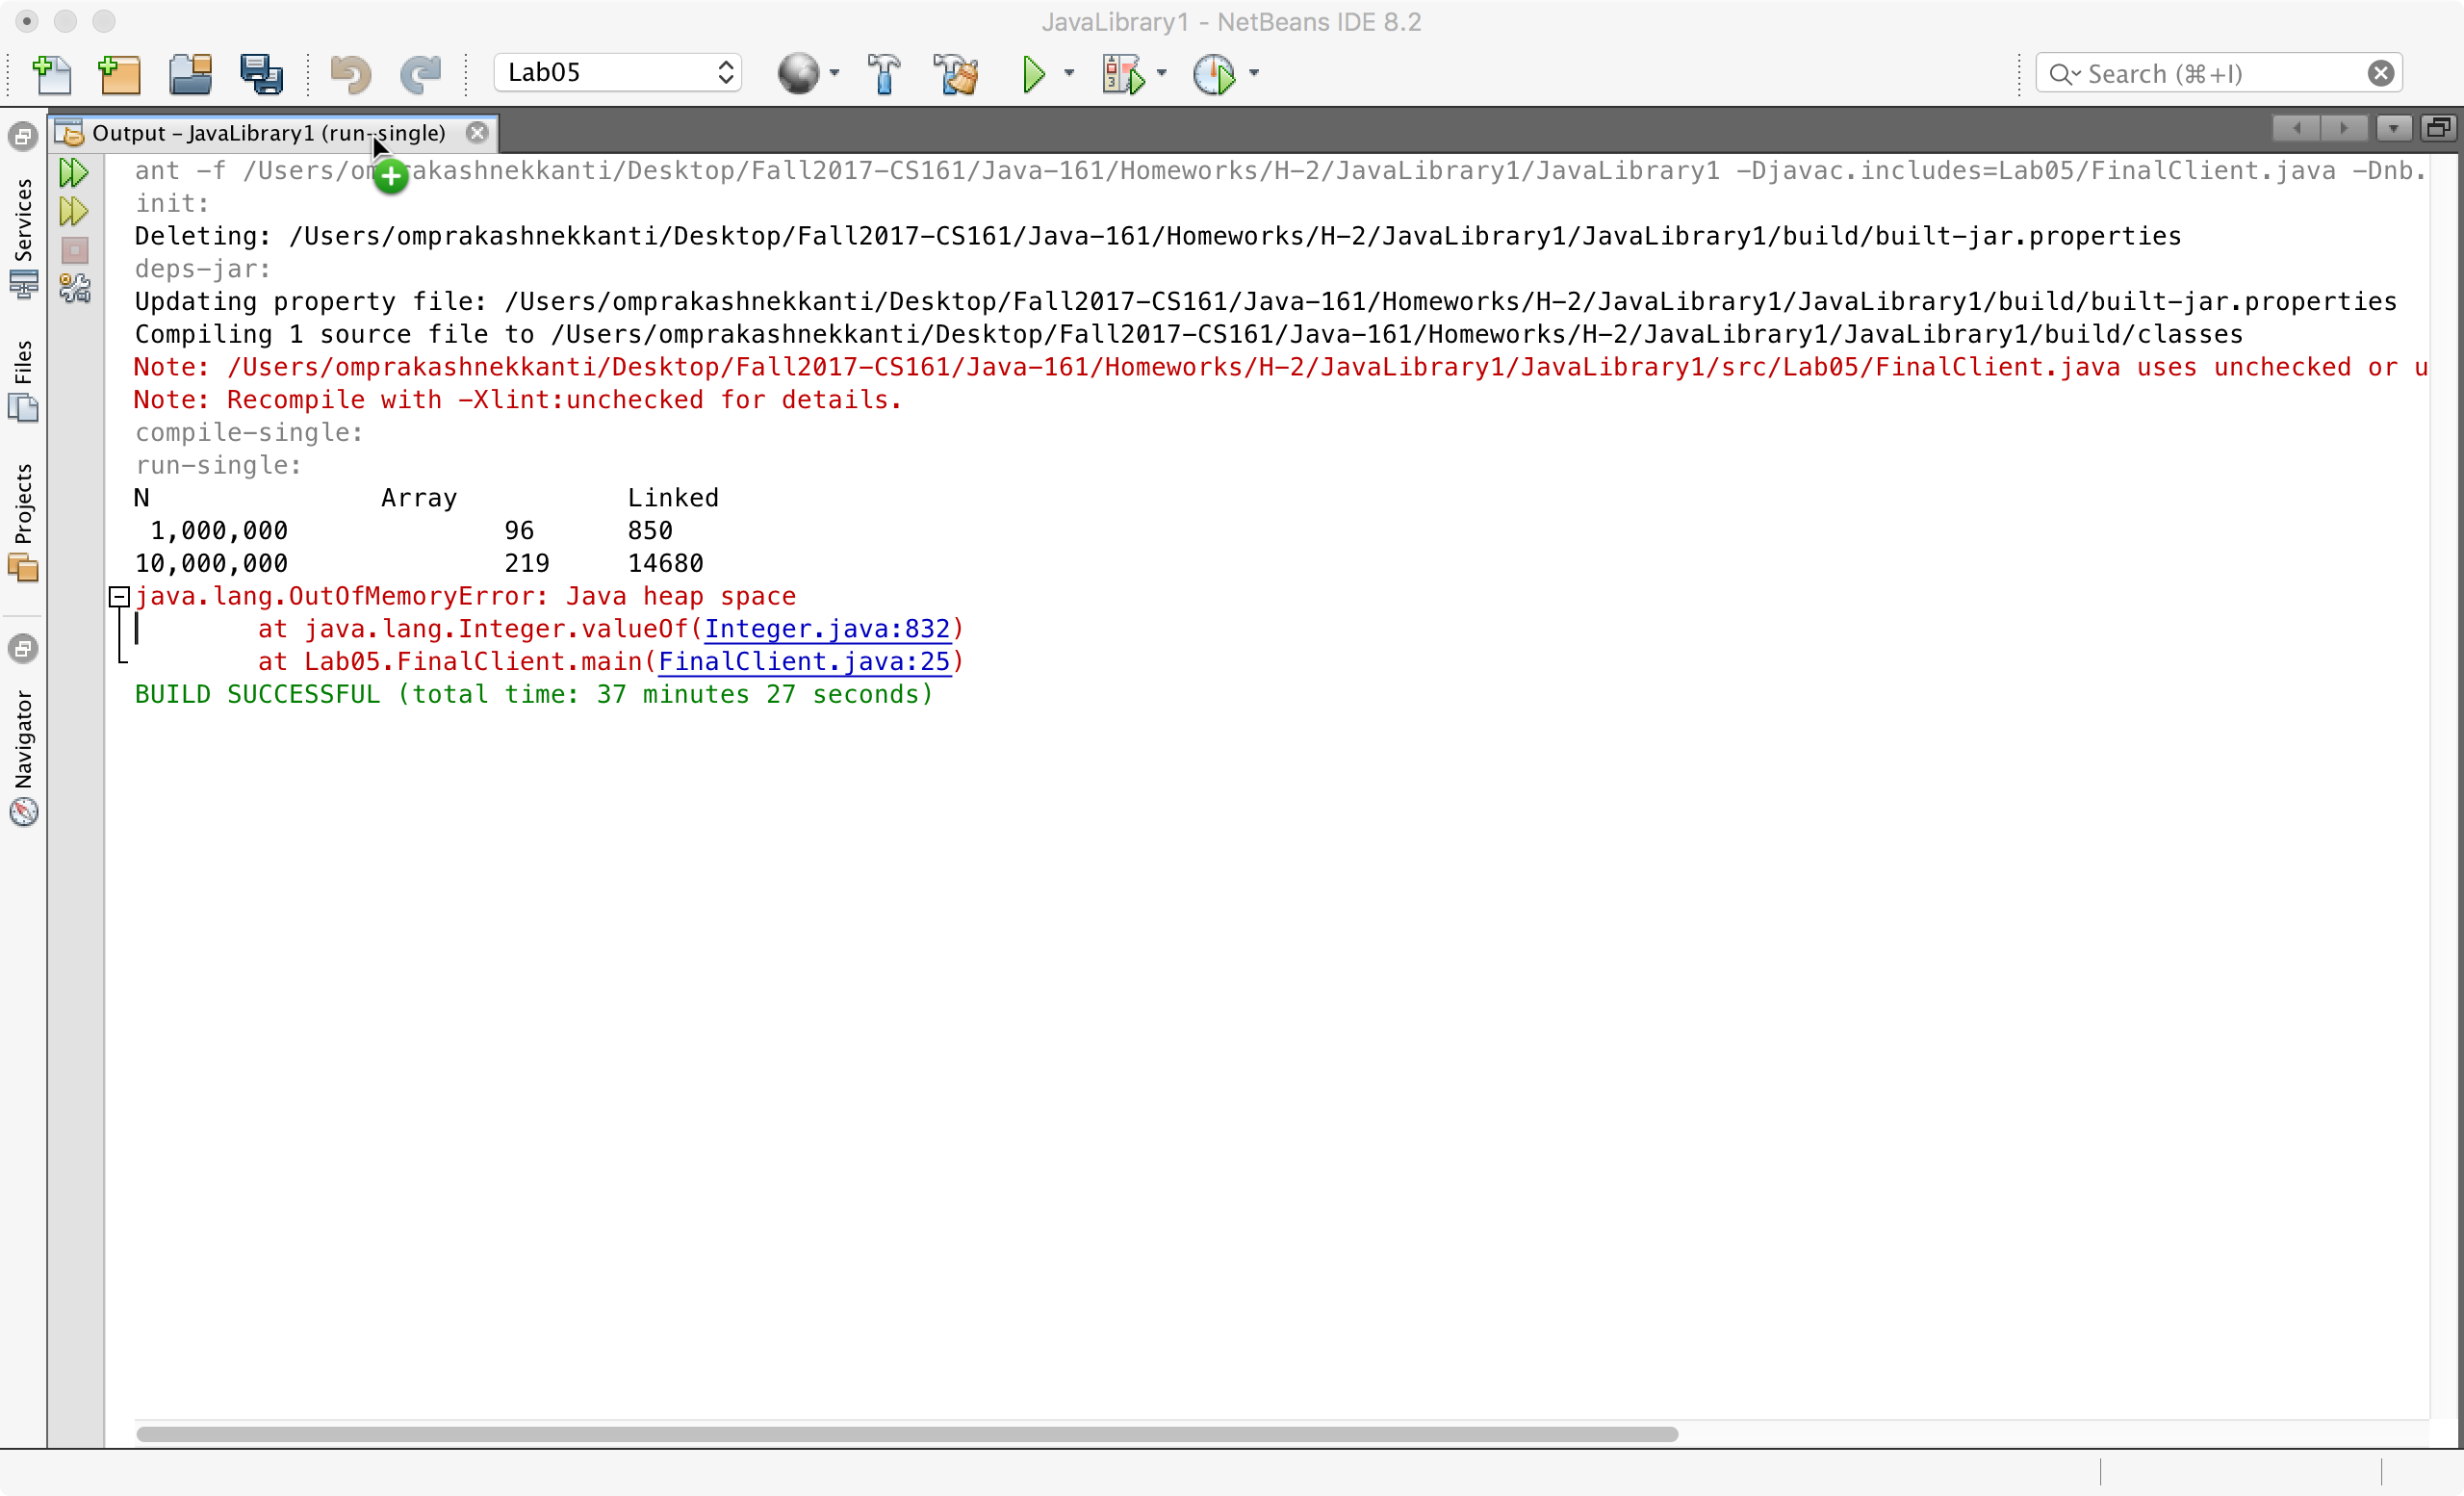 JavaLibrary1 - NetBeans IDE 8.2
Lab05
Search (⌘+I)
Output - JavaLibrary1 (run-single)
Services
Files
Projects
Navigator
ant -f /Users/omprakashnekkanti/Desktop/Fall2017-CS161/Java-161/Homeworks/H-2/JavaLibrary1/JavaLibrary1 -Djavac.includes=Lab05/FinalClient.java -Dnb.
init:
Deleting: /Users/omprakashnekkanti/Desktop/Fall2017-CS161/Java-161/Homeworks/H-2/JavaLibrary1/JavaLibrary1/build/built-jar.properties
deps-jar:
Updating property file: /Users/omprakashnekkanti/Desktop/Fall2017-CS161/Java-161/Homeworks/H-2/JavaLibrary1/JavaLibrary1/build/built-jar.properties
Compiling 1 source file to /Users/omprakashnekkanti/Desktop/Fall2017-CS161/Java-161/Homeworks/H-2/JavaLibrary1/JavaLibrary1/build/classes
Note: /Users/omprakashnekkanti/Desktop/Fall2017-CS161/Java-161/Homeworks/H-2/JavaLibrary1/JavaLibrary1/src/Lab05/FinalClient.java uses unchecked or u
Note: Recompile with -Xlint:unchecked for details.
compile-single:
run-single:
N Array Linked
1,000,000 96 850
10,000,000 219 14680
java.lang.OutOfMemoryError: Java heap space
at java.lang.Integer.valueOf(Integer.java:832)
at Lab05.FinalClient.main(FinalClient.java:25)
BUILD SUCCESSFUL (total time: 37 minutes 27 seconds)